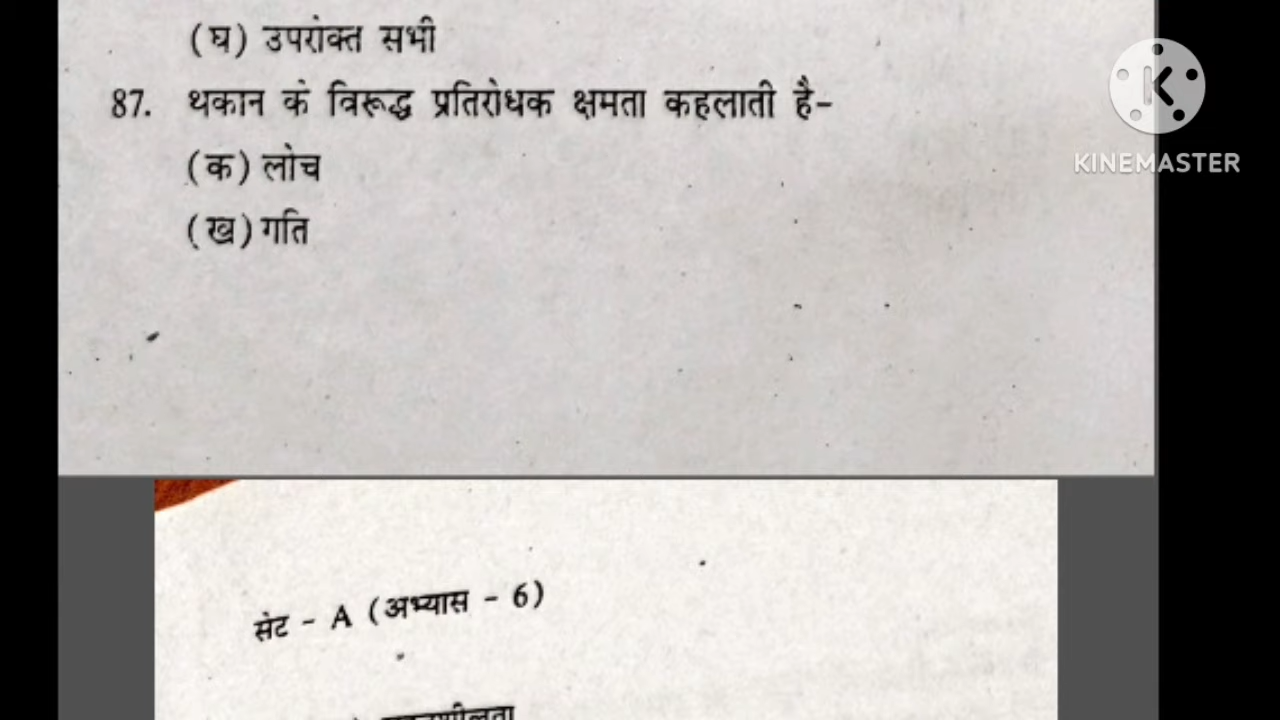 (घ) उपरोक्त सभी
87. थकान के विरूद्ध प्रतिरोधक क्षमता कहलाती है-
(क) लोच
(ख) गति
KINEMASTER
सेट - A (अभ्यास - 6)